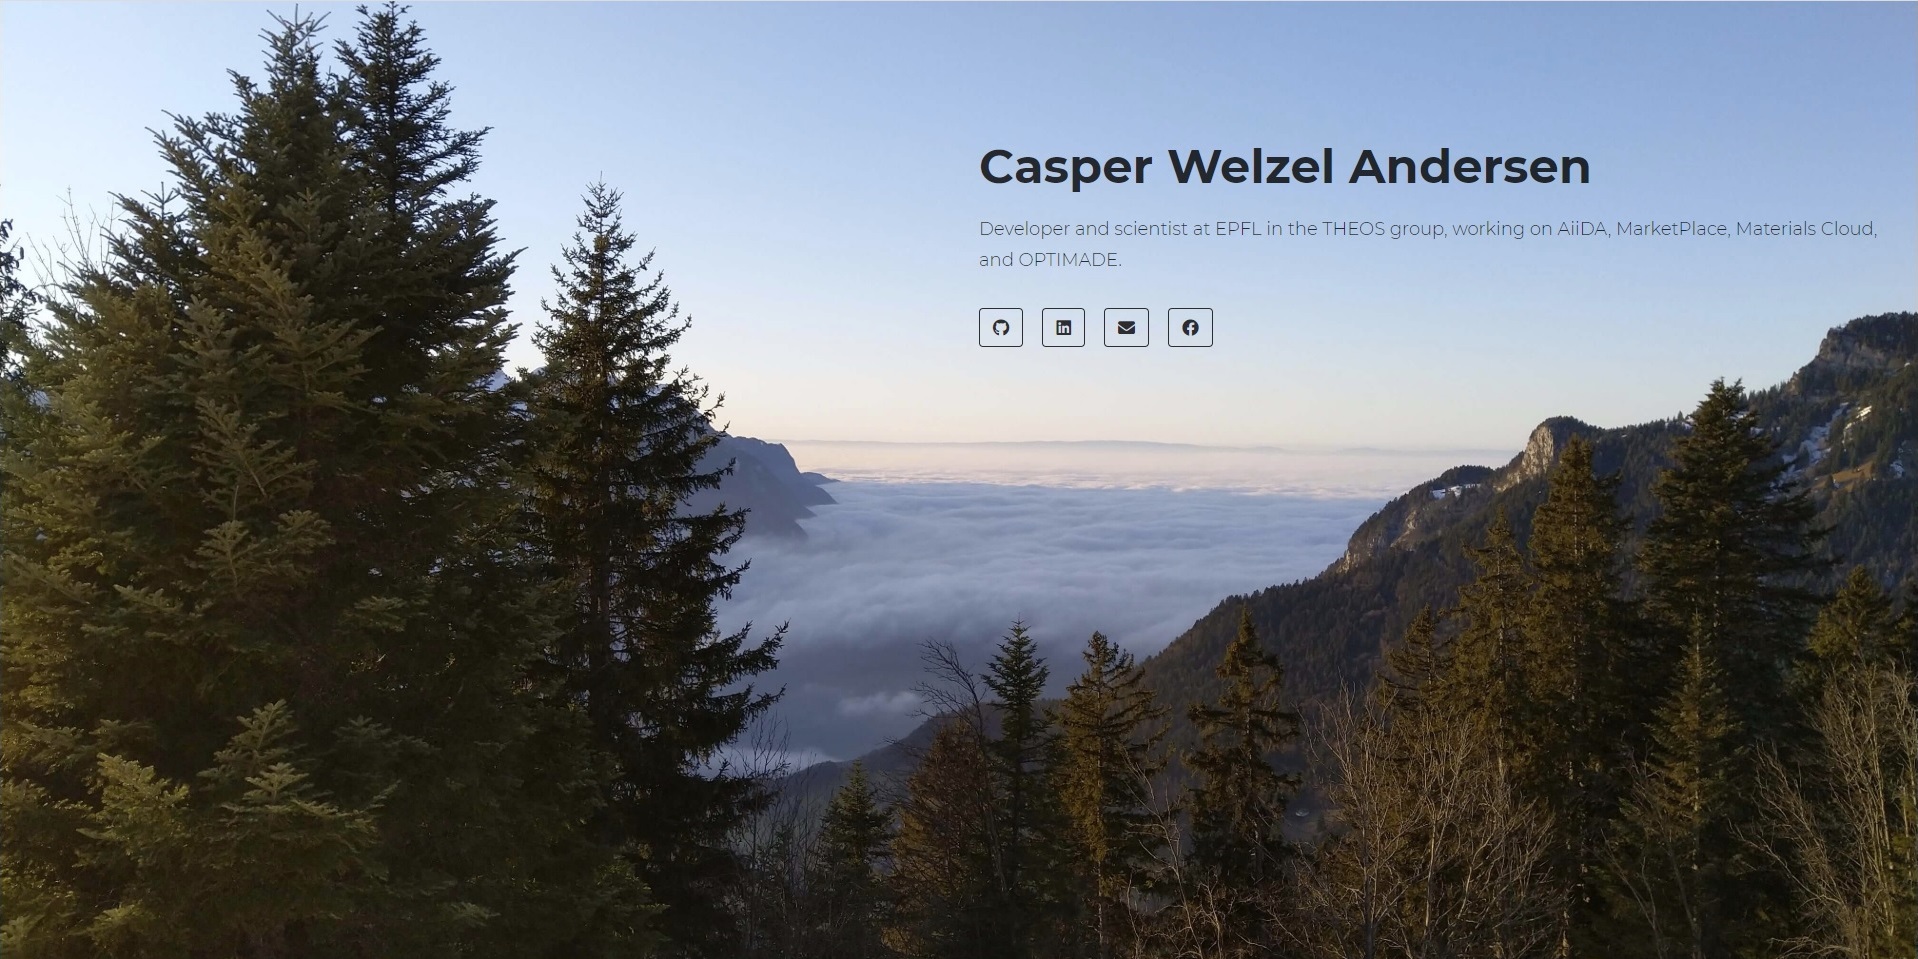 Casper Welzel Andersen
Developer and scientist at EPFL in the THEOS group, working on AiiDA, MarketPlace, Materials Cloud,
and OPTIMADE.